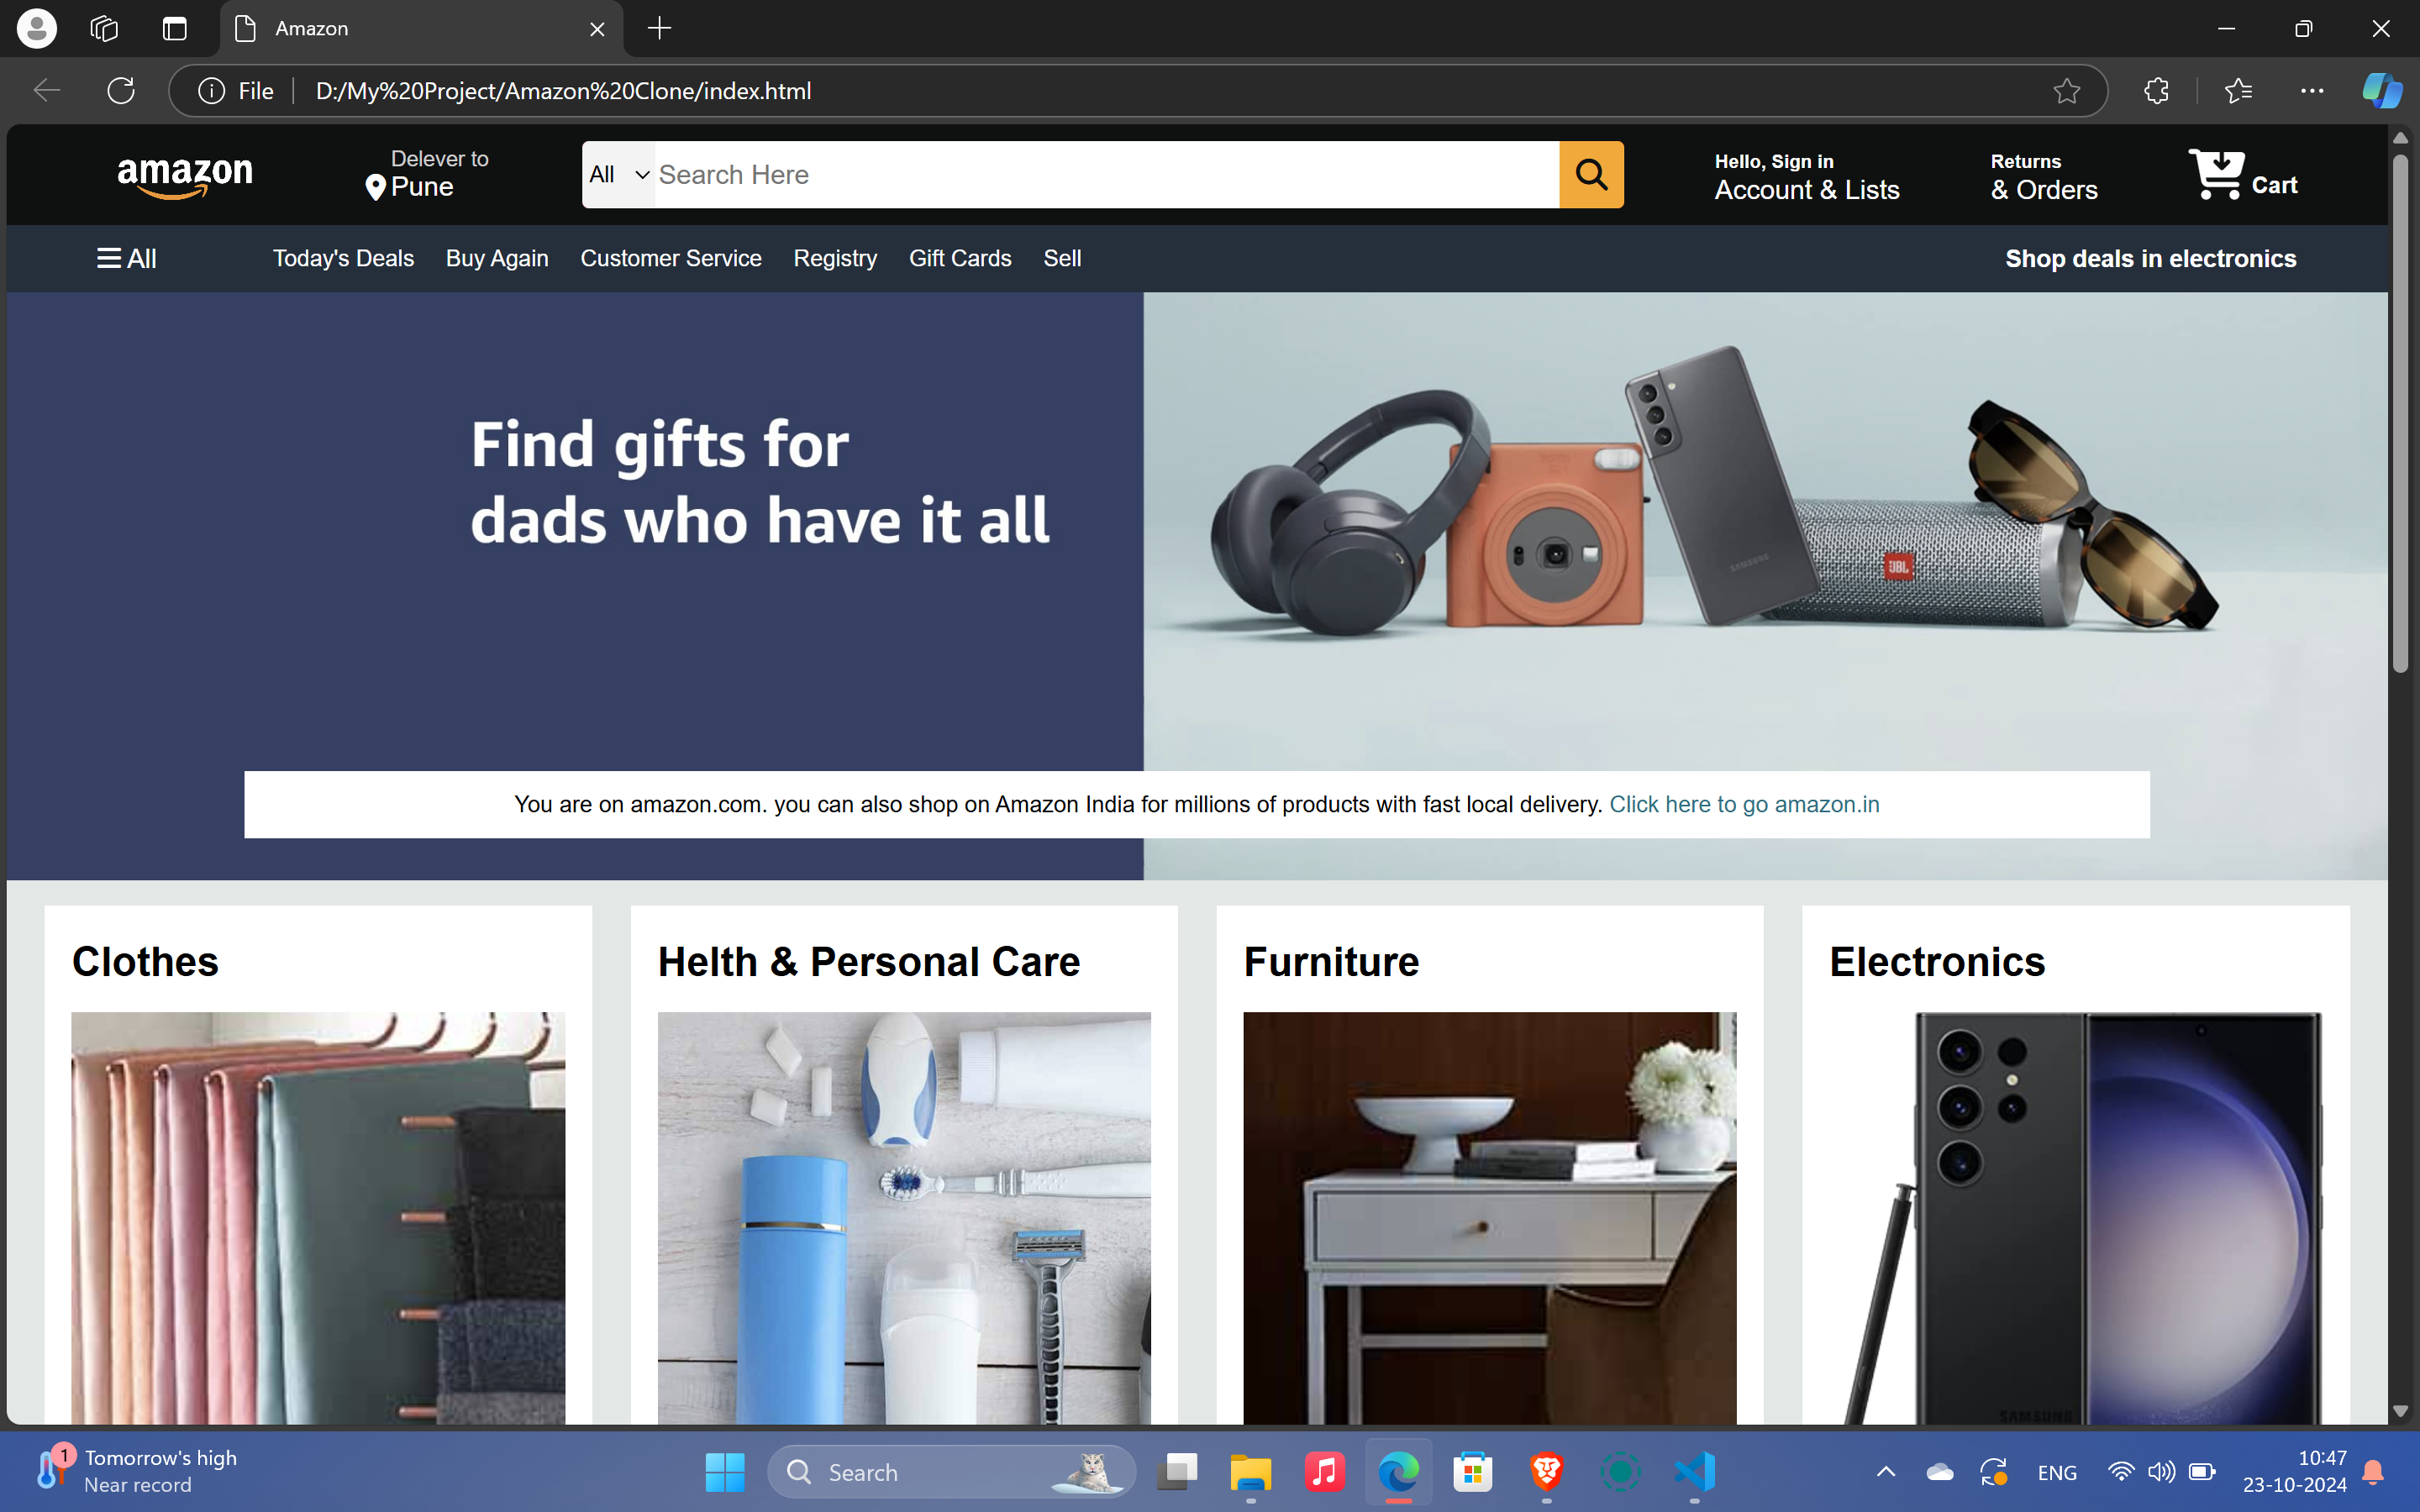 Amazon
File
D:/My%20Project/Amazon%20Clone/index.html
amazon
Delever to
Pune
All
Search Here
Hello, Sign in
Account & Lists
Returns
& Orders
Cart
All
Today's Deals
Buy Again
Customer Service
Registry
Gift Cards
Sell
Shop deals in electronics
Find gifts for
dads who have it all
SAMSUNG
JBL
You are on amazon.com. you can also shop on Amazon India for millions of products with fast local delivery. Click here to go amazon.in
Clothes
Helth & Personal Care
Furniture
Electronics
SAMSUNG
1
Tomorrow's high
Near record
Search
ENG
10:47
23-10-2024